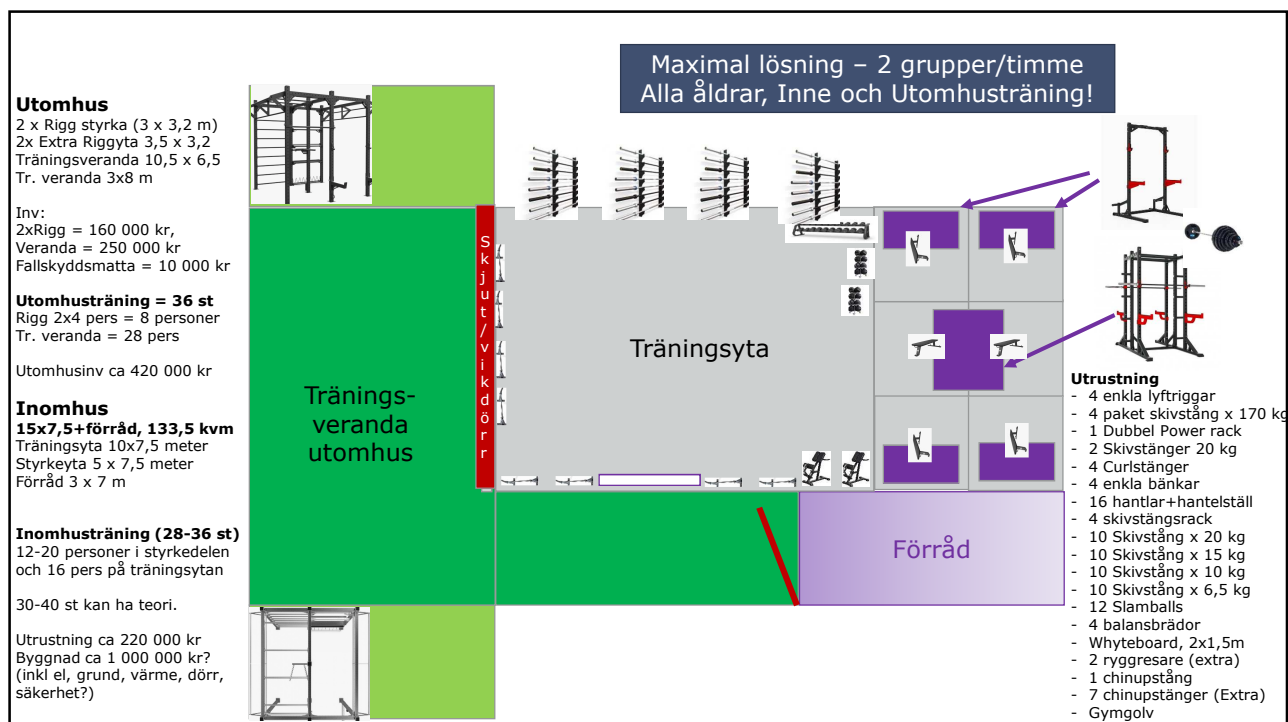 Maximal lösning – 2 grupper/timme
Alla åldrar, Inne och Utomhusträning!
Utomhus
2 x Rigg styrka (3 x 3,2 m)
2x Extra Riggyta 3,5 x 3,2
Träningsveranda 10,5 x 6,5
Tr. veranda 3x8 m
Inv:
2xRigg = 160 000 kr,
Veranda = 250 000 kr
Fallskyddsmatta = 10 000 kr
Utomhusträning = 36 st
Rigg 2x4 pers = 8 personer
Tr. veranda = 28 pers
Utomhusinv ca 420 000 kr
Inomhus
15x7,5+förråd, 133,5 kvm
Träningsyta 10x7,5 meter
Styrkeyta 5 x 7,5 meter
Förråd 3 x 7 m
Inomhusträning (28-36 st)
12-20 personer i styrkedelen
och 16 pers på träningsytan
30-40 st kan ha teori.
Utrustning ca 220 000 kr
Byggnad ca 1 000 000 kr?
(inkl el, grund, värme, dörr,
säkerhet?)
Tränings-
veranda
utomhus
Skjut/vikdörr
Träningsyta
Förråd
Utrustning
- 4 enkla lyftriggar
- 4 paket skivstång x 170 kg
- 1 Dubbel Power rack
- 2 Skivstänger 20 kg
- 4 Curlstänger
- 4 enkla bänkar
- 16 hantlar+hantelställ
- 4 skivstångsrack
- 10 Skivstång x 20 kg
- 10 Skivstång x 15 kg
- 10 Skivstång x 10 kg
- 10 Skivstång x 6,5 kg
- 12 Slamballs
- 4 balansbrädor
- Whyteboard, 2x1,5m
- 2 ryggresare (extra)
- 1 chinupstång
- 7 chinupstänger (Extra)
- Gymgolv